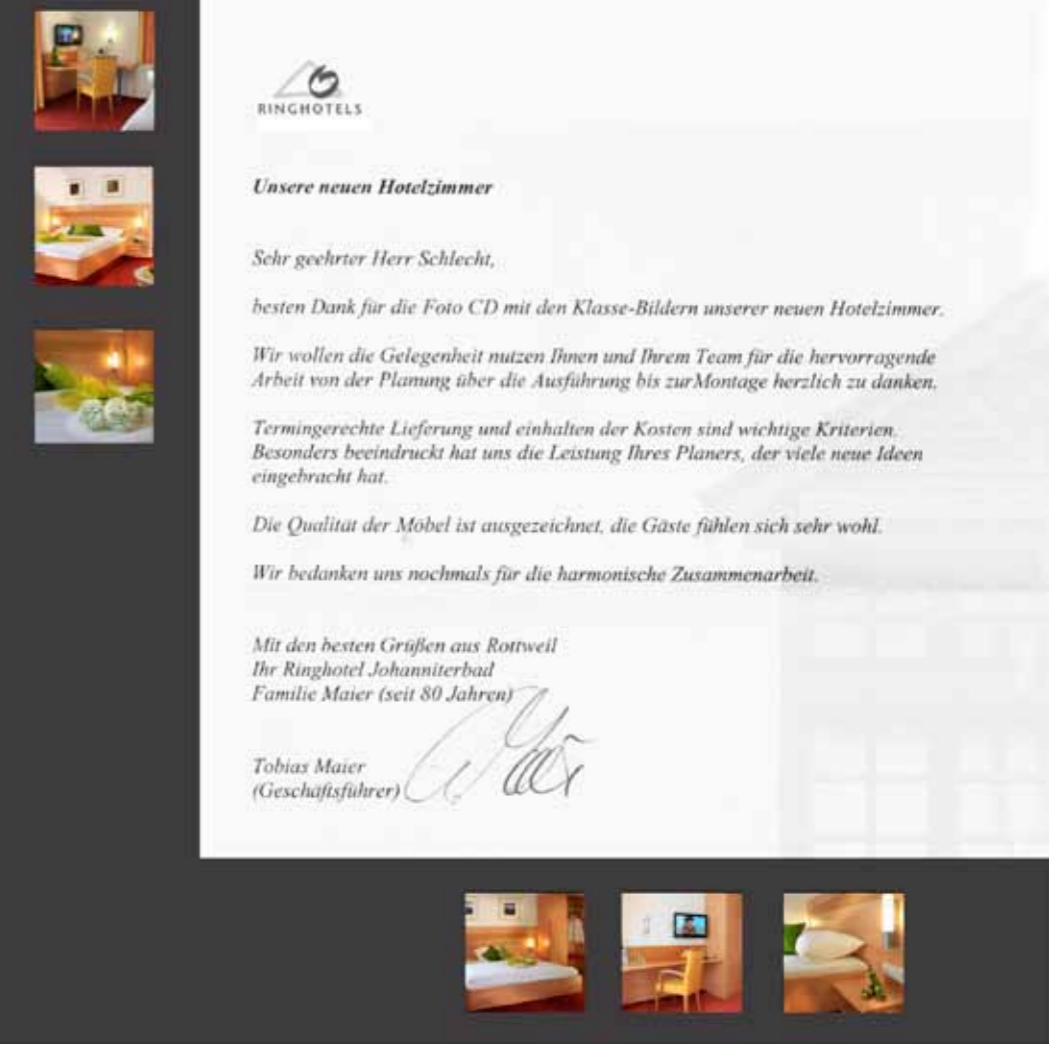 RINGHOTELS
Unsere neuen Hotelzimmer
Sehr geehrter Herr Schlecht,
besten Dank für die Foto CD mit den Klasse-Bildern unserer neuen Hotelzimmer.
Wir wollen die Gelegenheit nutzen Ihnen und Ihrem Team für die hervorragende
Arbeit von der Planung über die Ausführung bis zurMontage herzlich zu danken.
Termingerechte Lieferung und einhalten der Kosten sind wichtige Kriterien.
Besonders beeindruckt hat uns die Leistung Ihres Planers, der viele neue Ideen
eingebracht hat.
Die Qualität der Möbel ist ausgezeichnet, die Gäste fühlen sich sehr wohl.
Wir bedanken uns nochmals für die harmonische Zusammenarbeit.
Mit den besten Grüßen aus Rottweil
Ihr Ringhotel Johanniterbad
Familie Maier (seit 80 Jahren)
Tobias Maier
(Geschäftsführer)